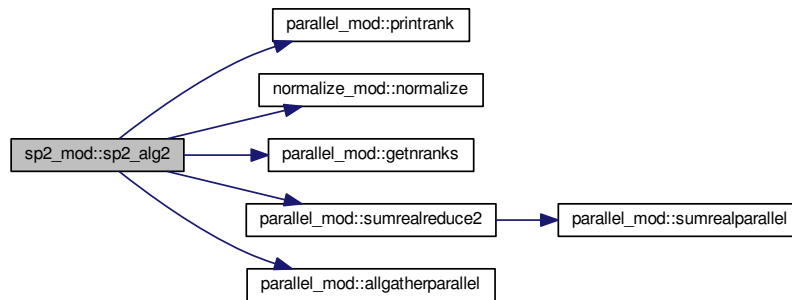 parallel_mod::printrank
normalize_mod::normalize
sp2_mod::sp2_alg2
parallel_mod::getnranks
parallel_mod::sumrealreduce2
parallel_mod::sumrealparallel
parallel_mod::allgatherparallel